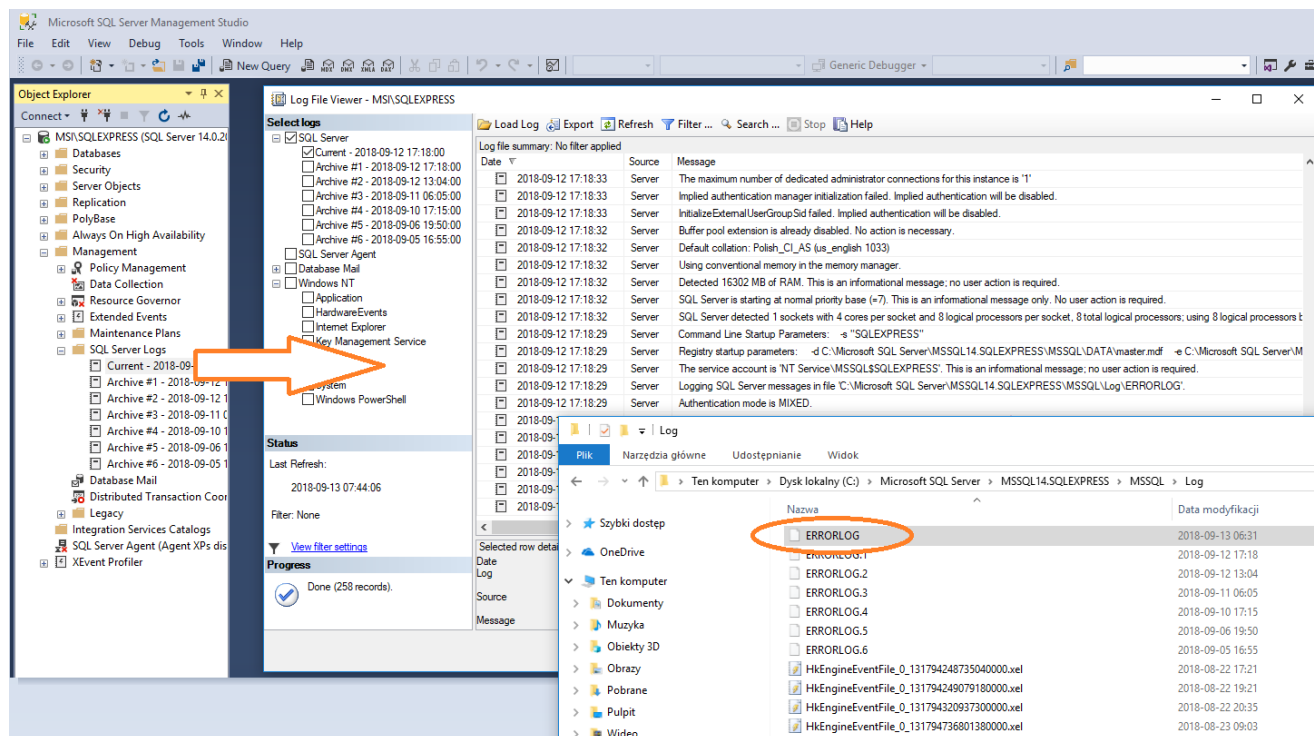 Microsoft SQL Server Management Studio
File Edit View Debug Tools Window Help
New Query MDX DMX XMLA DAX Generic Debugger
Object Explorer
Connect
MSI\SQLEXPRESS (SQL Server 14.0.20
Databases
Security
Server Objects
Replication
PolyBase
Always On High Availability
Management
Policy Management
Data Collection
Resource Governor
Extended Events
Maintenance Plans
SQL Server Logs
Current - 2018-09-
Archive #1 - 2018-09-12 1
Archive #2 - 2018-09-12 1
Archive #3 - 2018-09-11 0
Archive #4 - 2018-09-10 1
Archive #5 - 2018-09-06 1
Archive #6 - 2018-09-05 1
Database Mail
Distributed Transaction Coor
Legacy
Integration Services Catalogs
SQL Server Agent (Agent XPs dis
XEvent Profiler
Log File Viewer - MSI\SQLEXPRESS
Select logs
SQL Server
Current - 2018-09-12 17:18:00
Archive #1 - 2018-09-12 17:18:00
Archive #2 - 2018-09-12 13:04:00
Archive #3 - 2018-09-11 06:05:00
Archive #4 - 2018-09-10 17:15:00
Archive #5 - 2018-09-06 19:50:00
Archive #6 - 2018-09-05 16:55:00
SQL Server Agent
Database Mail
Windows NT
Application
HardwareEvents
Internet Explorer
Key Management Service
System
Windows PowerShell
Status
Last Refresh:
2018-09-13 07:44:06
Filter: None
View filter settings
Progress
Done (258 records).
Load Log Export Refresh Filter ... Search ... Stop Help
Log file summary: No filter applied
Date Source Message
2018-09-12 17:18:33 Server The maximum number of dedicated administrator connections for this instance is '1'
2018-09-12 17:18:33 Server Implied authentication manager initialization failed. Implied authentication will be disabled.
2018-09-12 17:18:33 Server InitializeExternalUserGroupSid failed. Implied authentication will be disabled.
2018-09-12 17:18:32 Server Buffer pool extension is already disabled. No action is necessary.
2018-09-12 17:18:32 Server Default collation: Polish_CI_AS (us_english 1033)
2018-09-12 17:18:32 Server Using conventional memory in the memory manager.
2018-09-12 17:18:32 Server Detected 16302 MB of RAM. This is an informational message; no user action is required.
2018-09-12 17:18:32 Server SQL Server is starting at normal priority base (=7). This is an informational message only. No user action is required.
2018-09-12 17:18:32 Server SQL Server detected 1 sockets with 4 cores per socket and 8 logical processors per socket, 8 total logical processors; using 8 logical processors b
2018-09-12 17:18:29 Server Command Line Startup Parameters: -s "SQLEXPRESS"
2018-09-12 17:18:29 Server Registry startup parameters: -d C:\Microsoft SQL Server\MSSQL14.SQLEXPRESS\MSSQL\DATA\master.mdf -e C:\Microsoft SQL Server\M
2018-09-12 17:18:29 Server The service account is 'NT Service\MSSQL$SQLEXPRESS'. This is an informational message; no user action is required.
2018-09-12 17:18:29 Server Logging SQL Server messages in file 'C:\Microsoft SQL Server\MSSQL14.SQLEXPRESS\MSSQL\Log\ERRORLOG'.
2018-09-12 17:18:29 Server Authentication mode is MIXED.
2018-09-
2018-09-
2018-09-
2018-09-
2018-09-
2018-09-
Selected row detai
Date
Log
Source
Message
Log
Plik Narzędzia główne Udostępnianie Widok
Ten komputer > Dysk lokalny (C:) > Microsoft SQL Server > MSSQL14.SQLEXPRESS > MSSQL > Log
Szybki dostęp
OneDrive
Ten komputer
Dokumenty
Muzyka
Obiekty 3D
Obrazy
Pobrane
Pulpit
Wideo
Nazwa Data modyfikacji
ERRORLOG 2018-09-13 06:31
ERRORLOG.1 2018-09-12 17:18
ERRORLOG.2 2018-09-12 13:04
ERRORLOG.3 2018-09-11 06:05
ERRORLOG.4 2018-09-10 17:15
ERRORLOG.5 2018-09-06 19:50
ERRORLOG.6 2018-09-05 16:55
HkEngineEventFile_0_131794248735040000.xel 2018-08-22 17:21
HkEngineEventFile_0_131794249079180000.xel 2018-08-22 19:21
HkEngineEventFile_0_131794320937300000.xel 2018-08-22 20:35
HkEngineEventFile_0_131794736801380000.xel 2018-08-23 09:03